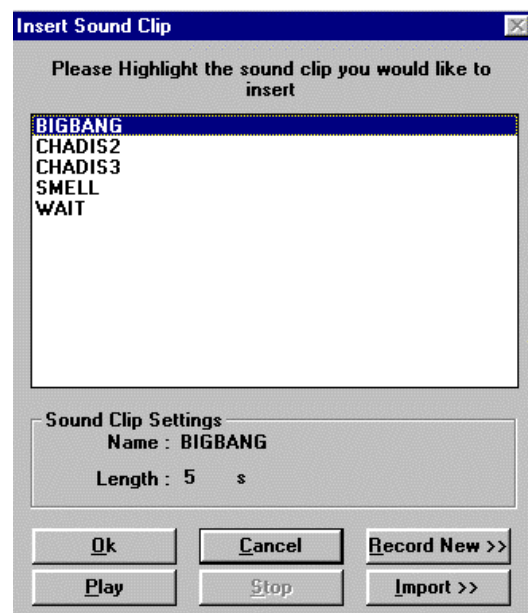 Insert Sound Clip
Please Highlight the sound clip you would like to
insert
BIGBANG
CHADIS2
CHADIS3
SMELL
WAIT
Sound Clip Settings
Name : BIGBANG
Length : 5 s
Ok Cancel Record New >>
Play Stop Import >>